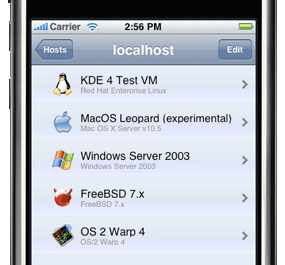 Carrier 2:56 PM
Hosts localhost Edit
KDE 4 Test VM
Red Hat Enterprise Linux
MacOS Leopard (experimental)
Mac OS X Server v10.5
Windows Server 2003
Windows Server 2003
FreeBSD 7.x
FreeBSD 7.x
OS 2 Warp 4
OS/2 Warp 4